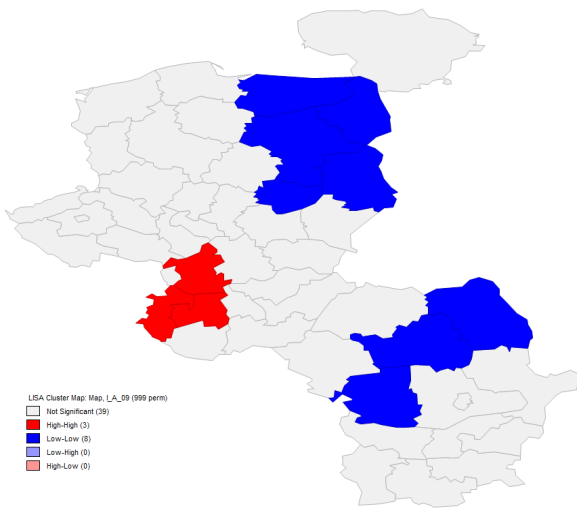 LISA Cluster Map: Map, I_A_09 (999 perm)
Not Significant (39)
High-High (3)
Low-Low (8)
Low-High (0)
High-Low (0)